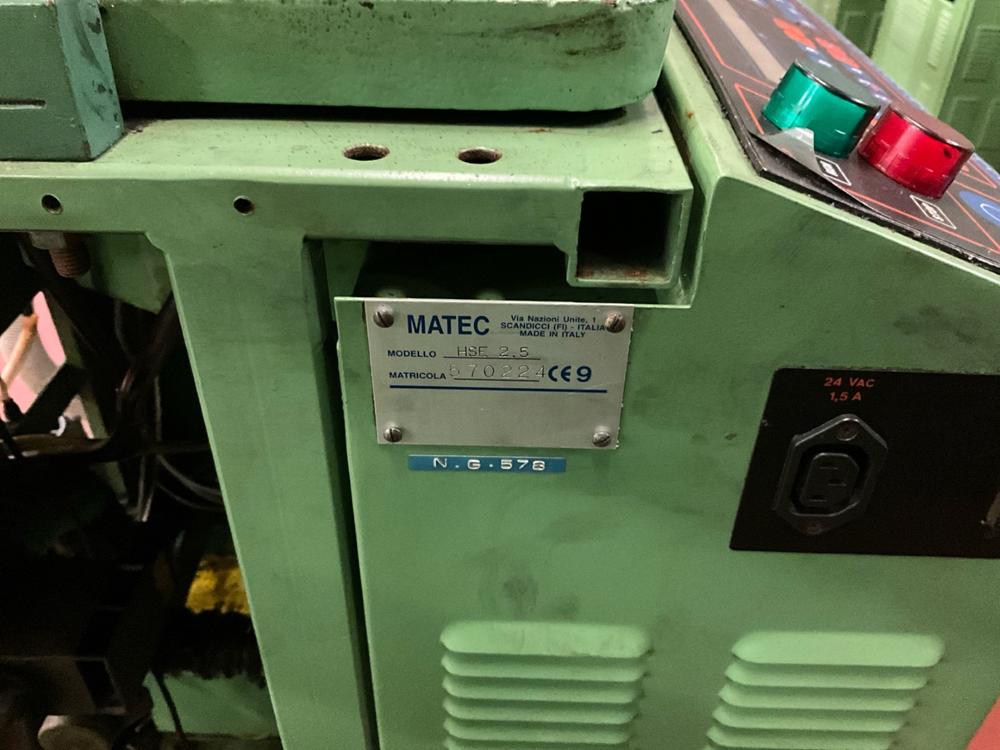 MATEC
Via Nazioni Unite, 1
SCANDICCI (FI) - ITALIA
MADE IN ITALY
MODELLO HSE 2.5
MATRICOLA 570224 CE 9
N.G.578
24 VAC
1,5 A